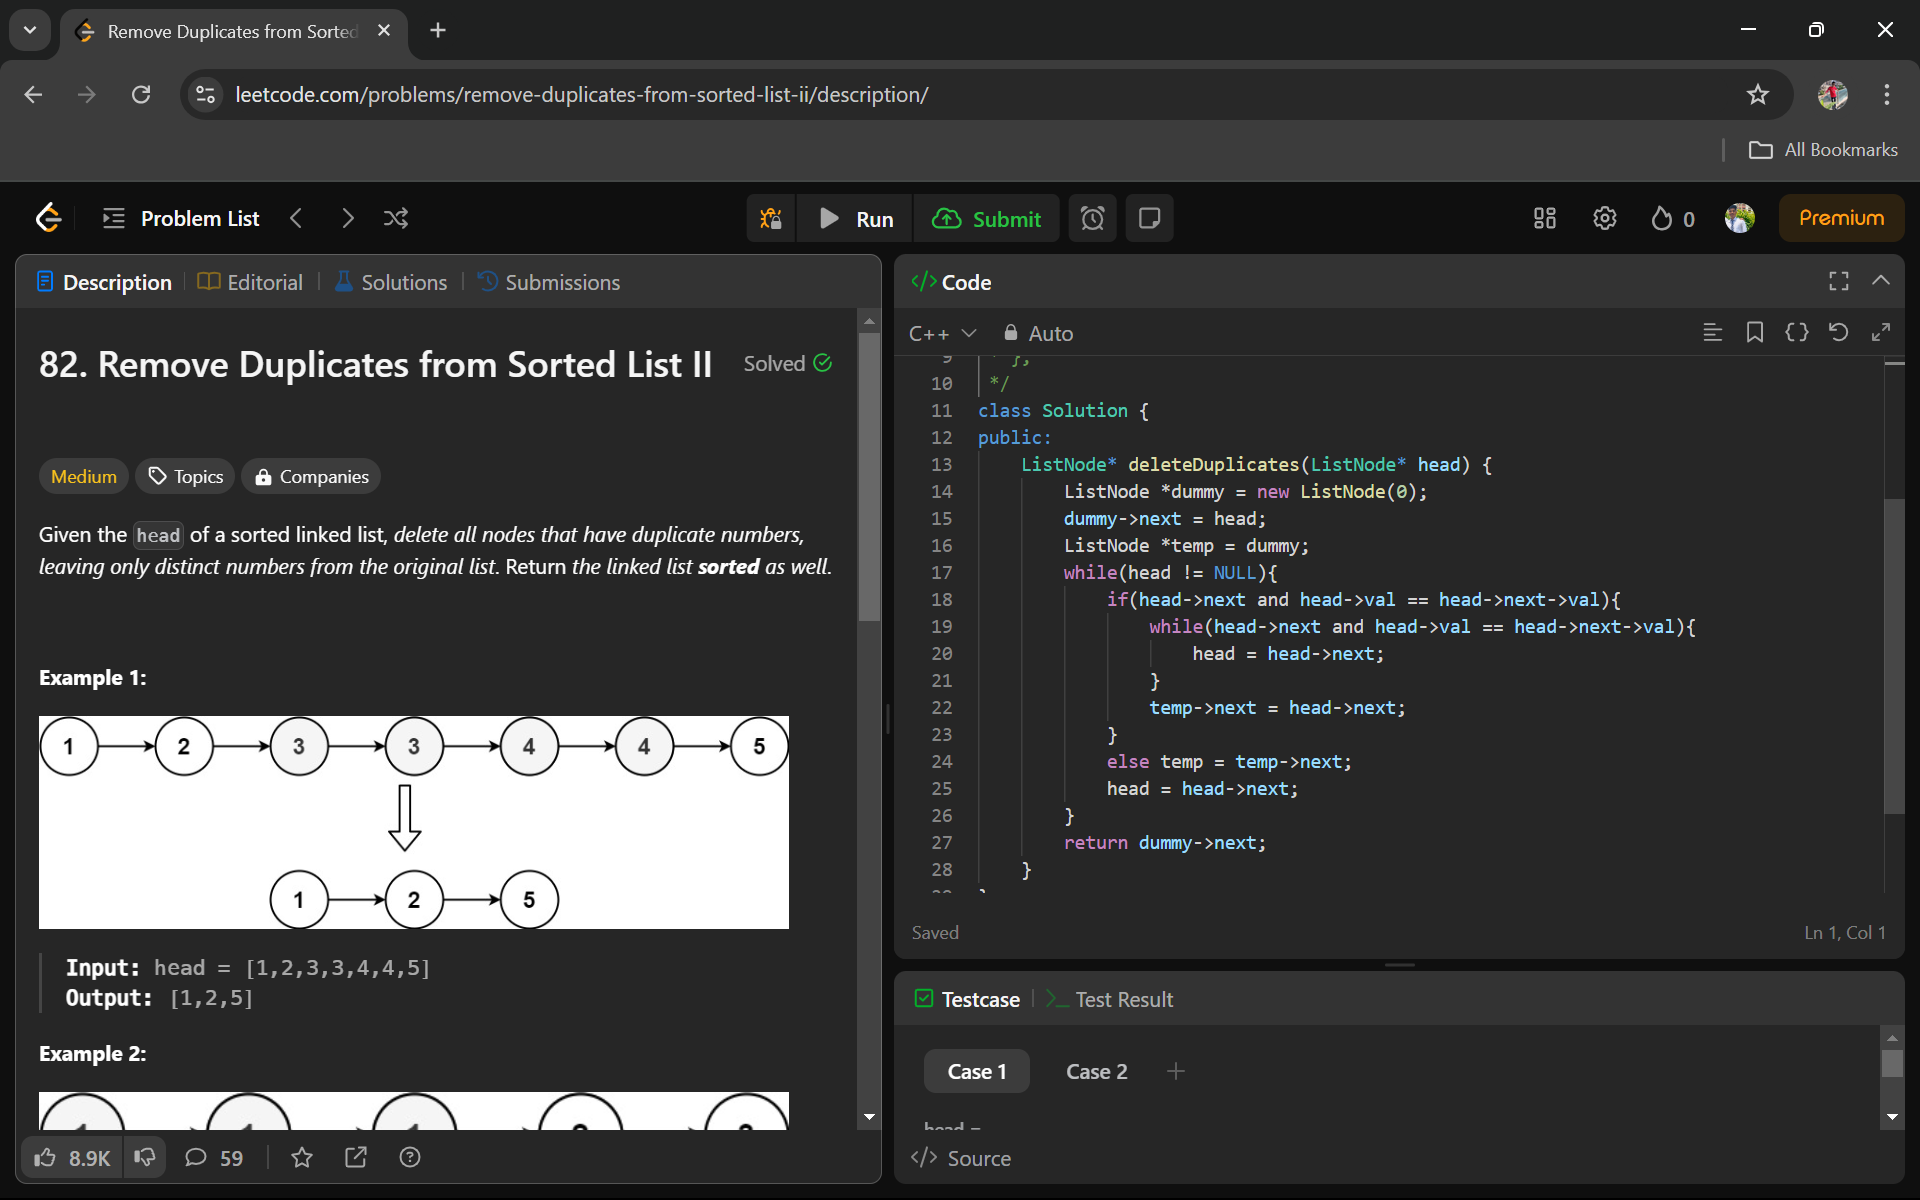 Remove Duplicates from Sorted
leetcode.com/problems/remove-duplicates-from-sorted-list-ii/description/
All Bookmarks
Problem List
Run
Submit
0
Premium
Description
Editorial
Solutions
Submissions
82. Remove Duplicates from Sorted List II
Solved
Medium
Topics
Companies
Given the head of a sorted linked list, delete all nodes that have duplicate numbers,
leaving only distinct numbers from the original list. Return the linked list sorted as well.
Example 1:
1 2 3 3 4 4 5
1 2 5
Input: head = [1,2,3,3,4,4,5]
Output: [1,2,5]
Example 2:
8.9K
59
</> Code
C++
Auto
9 * };
10 */
11 class Solution {
12 public:
13 ListNode* deleteDuplicates(ListNode* head) {
14 ListNode *dummy = new ListNode(0);
15 dummy->next = head;
16 ListNode *temp = dummy;
17 while(head != NULL){
18 if(head->next and head->val == head->next->val){
19 while(head->next and head->val == head->next->val){
20 head = head->next;
21 }
22 temp->next = head->next;
23 }
24 else temp = temp->next;
25 head = head->next;
26 }
27 return dummy->next;
28 }
Saved
Ln 1, Col 1
Testcase
Test Result
Case 1
Case 2
head =
</> Source